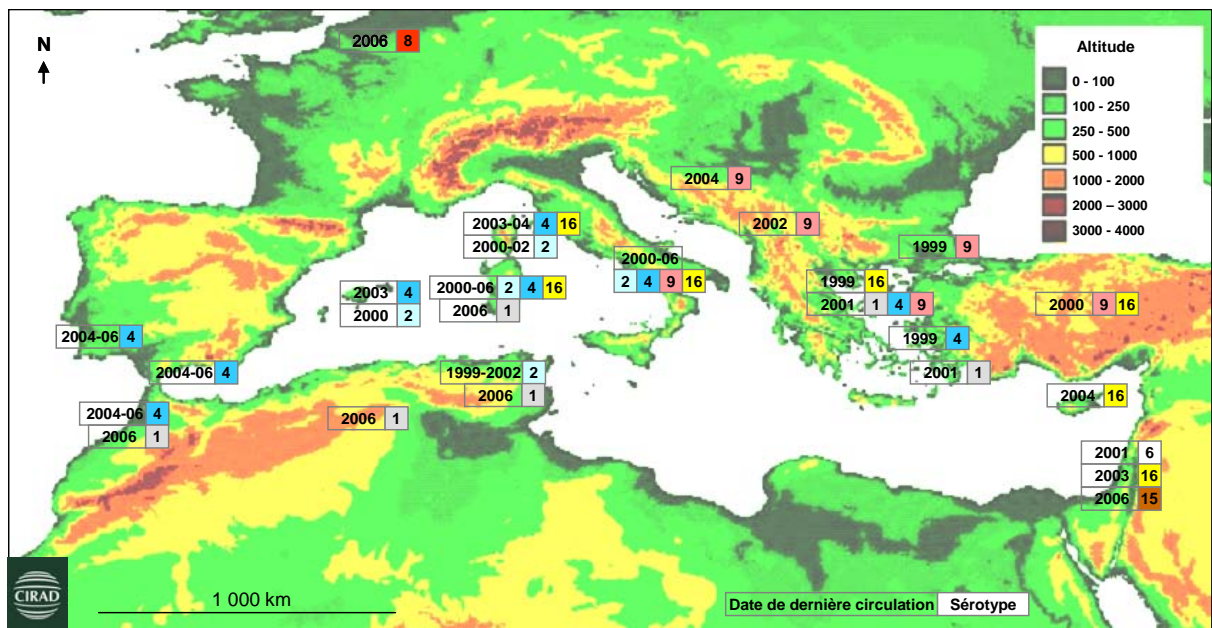 N
2006 8
Altitude
0 - 100
100 - 250
250 - 500
500 - 1000
1000 - 2000
2000 – 3000
3000 - 4000
2004 9
2003-04 4 16
2000-02 2
2002 9
1999 9
2000-06
2 4 9 16
2003 4
2000 2
2000-06 2 4 16
2006 1
1999 16
2001 1 4 9
2000 9 16
2004-06 4
1999 4
2004-06 4
1999-2002 2
2006 1
2001 1
2004 16
2004-06 4
2006 1
2006 1
2001 6
2003 16
2006 15
CIRAD
1 000 km
Date de dernière circulation Sérotype